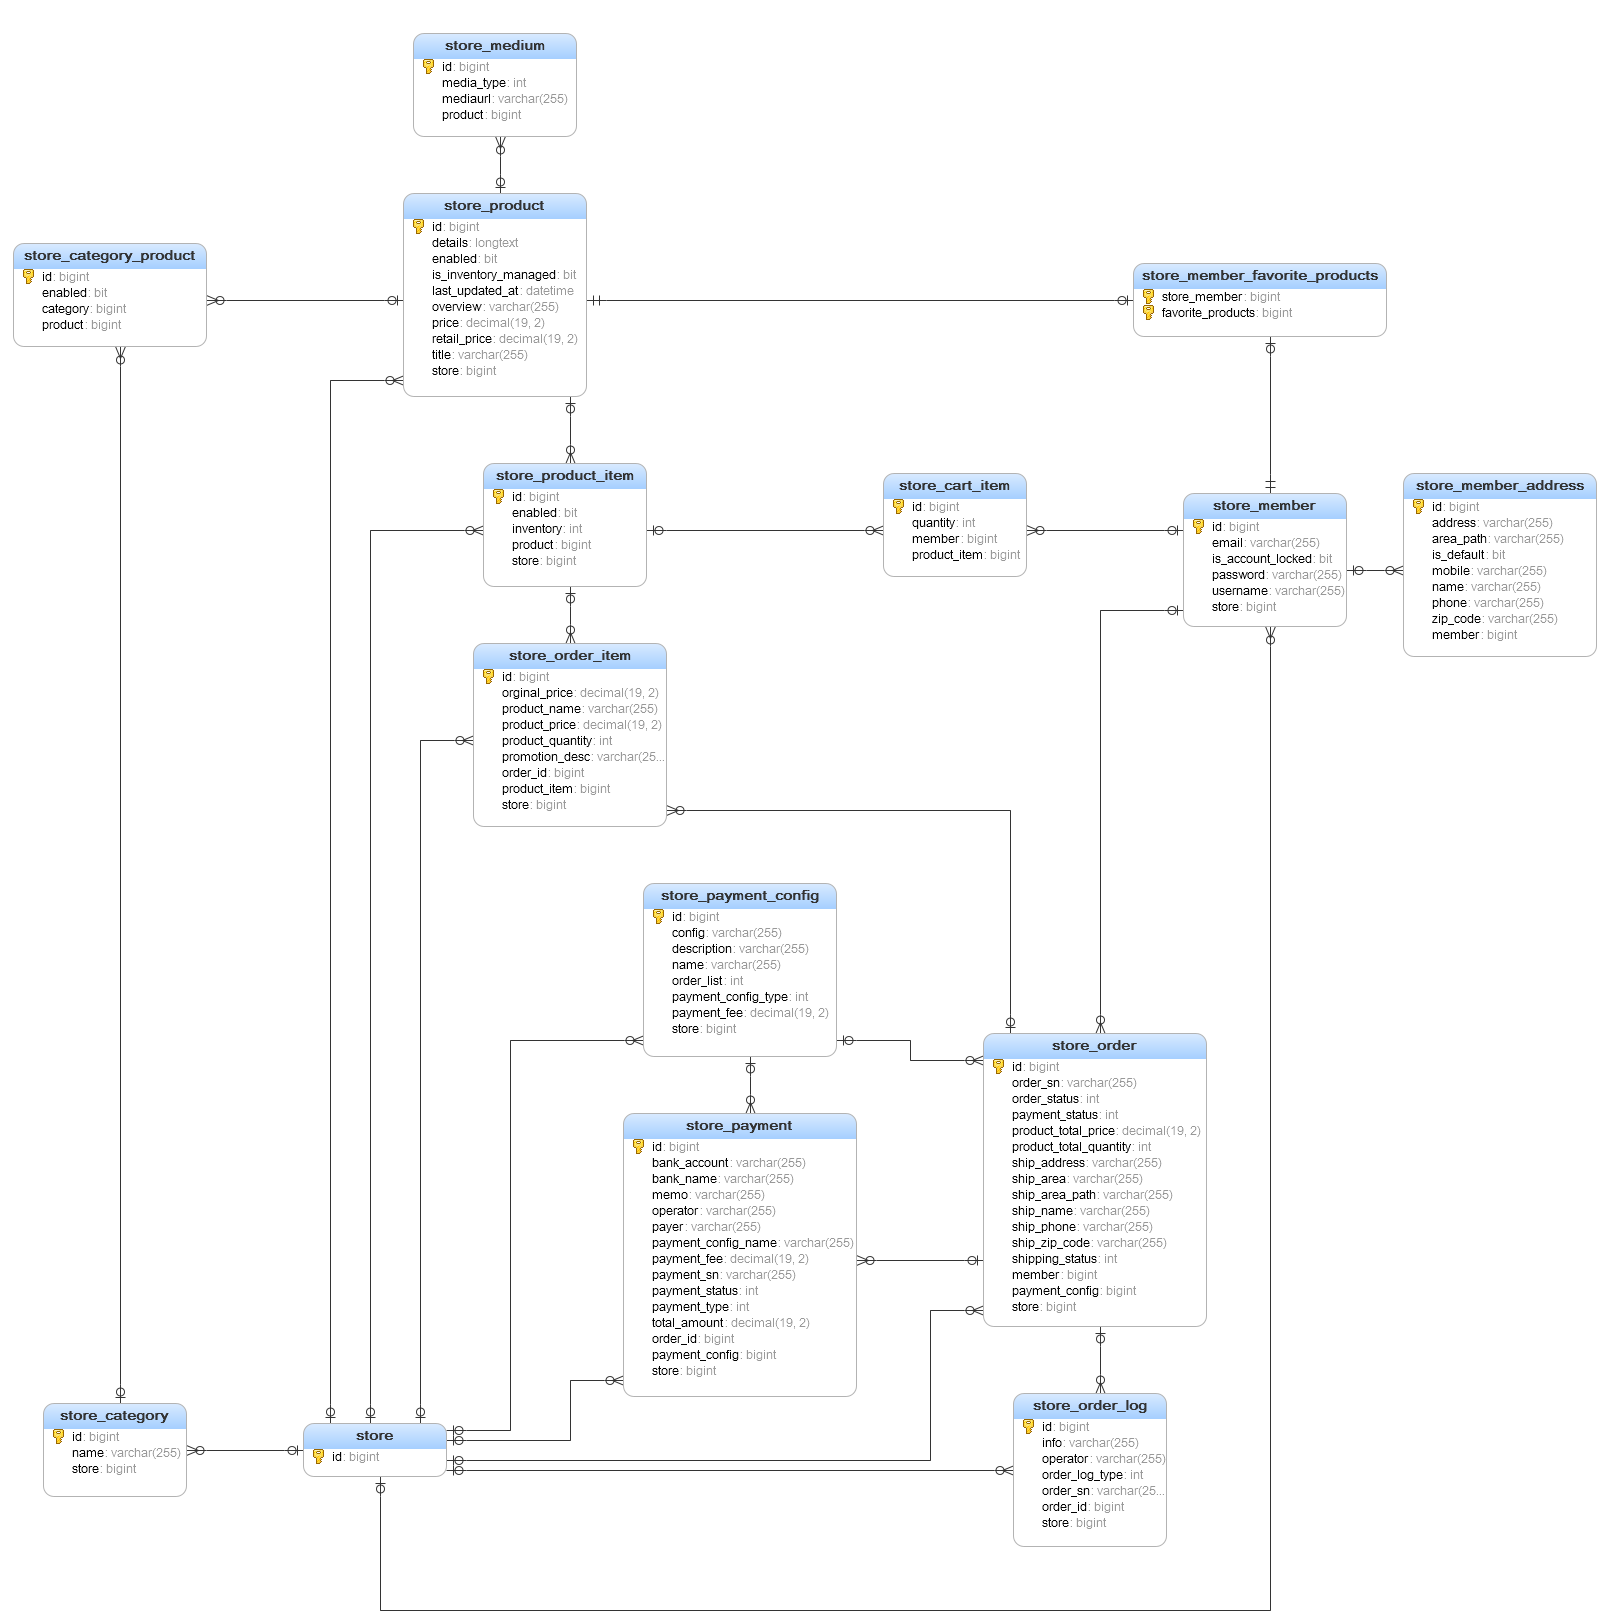 store_medium
id: bigint
media_type: int
mediaurl: varchar(255)
product: bigint
store_product
id: bigint
details: longtext
enabled: bit
is_inventory_managed: bit
last_updated_at: datetime
overview: varchar(255)
price: decimal(19, 2)
retail_price: decimal(19, 2)
title: varchar(255)
store: bigint
store_category_product
id: bigint
enabled: bit
category: bigint
product: bigint
store_member_favorite_products
store_member: bigint
favorite_products: bigint
store_product_item
id: bigint
enabled: bit
inventory: int
product: bigint
store: bigint
store_cart_item
id: bigint
quantity: int
member: bigint
product_item: bigint
store_member
id: bigint
email: varchar(255)
is_account_locked: bit
password: varchar(255)
username: varchar(255)
store: bigint
store_member_address
id: bigint
address: varchar(255)
area_path: varchar(255)
is_default: bit
mobile: varchar(255)
name: varchar(255)
phone: varchar(255)
zip_code: varchar(255)
member: bigint
store_order_item
id: bigint
orginal_price: decimal(19, 2)
product_name: varchar(255)
product_price: decimal(19, 2)
product_quantity: int
promotion_desc: varchar(25...
order_id: bigint
product_item: bigint
store: bigint
store_payment_config
id: bigint
config: varchar(255)
description: varchar(255)
name: varchar(255)
order_list: int
payment_config_type: int
payment_fee: decimal(19, 2)
store: bigint
store_order
id: bigint
order_sn: varchar(255)
order_status: int
payment_status: int
product_total_price: decimal(19, 2)
product_total_quantity: int
ship_address: varchar(255)
ship_area: varchar(255)
ship_area_path: varchar(255)
ship_name: varchar(255)
ship_phone: varchar(255)
ship_zip_code: varchar(255)
shipping_status: int
member: bigint
payment_config: bigint
store: bigint
store_payment
id: bigint
bank_account: varchar(255)
bank_name: varchar(255)
memo: varchar(255)
operator: varchar(255)
payer: varchar(255)
payment_config_name: varchar(255)
payment_fee: decimal(19, 2)
payment_sn: varchar(255)
payment_status: int
payment_type: int
total_amount: decimal(19, 2)
order_id: bigint
payment_config: bigint
store: bigint
store_category
id: bigint
name: varchar(255)
store: bigint
store
id: bigint
store_order_log
id: bigint
info: varchar(255)
operator: varchar(255)
order_log_type: int
order_sn: varchar(25...
order_id: bigint
store: bigint